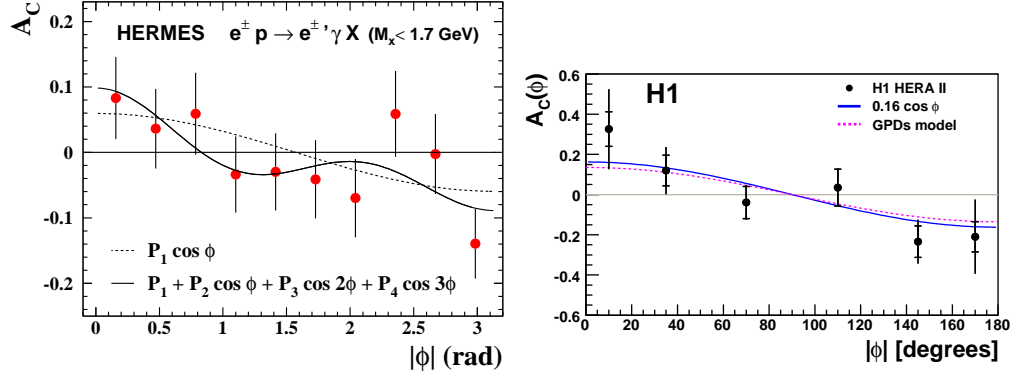 A_C
HERMES e^± p → e^±' γ X (M_x < 1.7 GeV)
0.2
0.1
0
-0.1
-0.2
P_1 cos ϕ
P_1 + P_2 cos ϕ + P_3 cos 2ϕ + P_4 cos 3ϕ
0 0.5 1 1.5 2 2.5 3
|ϕ| (rad)
A_C(ϕ)
H1
H1 HERA II
0.16 cos ϕ
GPDs model
0.6
0.4
0.2
0
-0.2
-0.4
-0.6
0 20 40 60 80 100 120 140 160 180
|ϕ| [degrees]